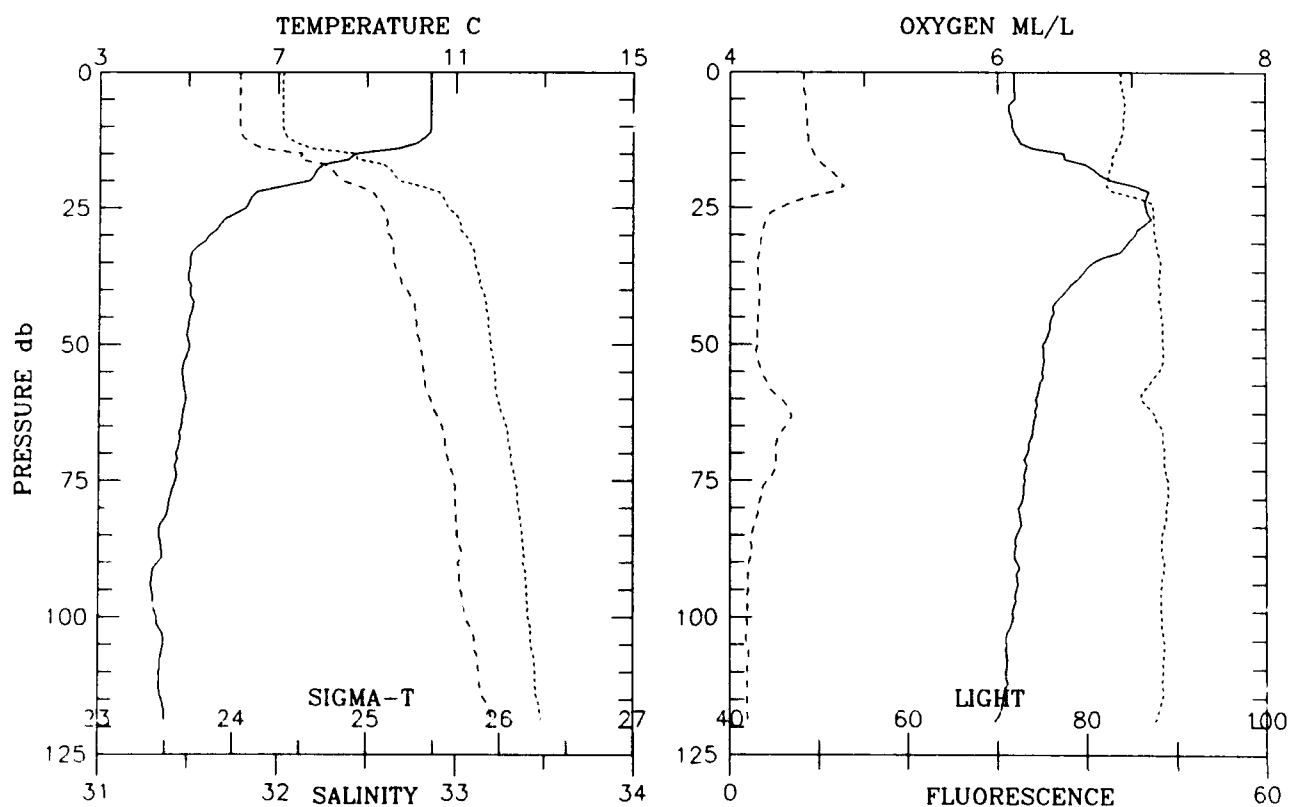 TEMPERATURE C
OXYGEN ML/L
3 7 11 15
4 6 8
0
25
50
75
100
125
PRESSURE db
0
25
50
75
100
125
SIGMA-T
LIGHT
23 24 25 26 27
40 60 80 100
31 32 33 34
SALINITY
0 60
FLUORESCENCE